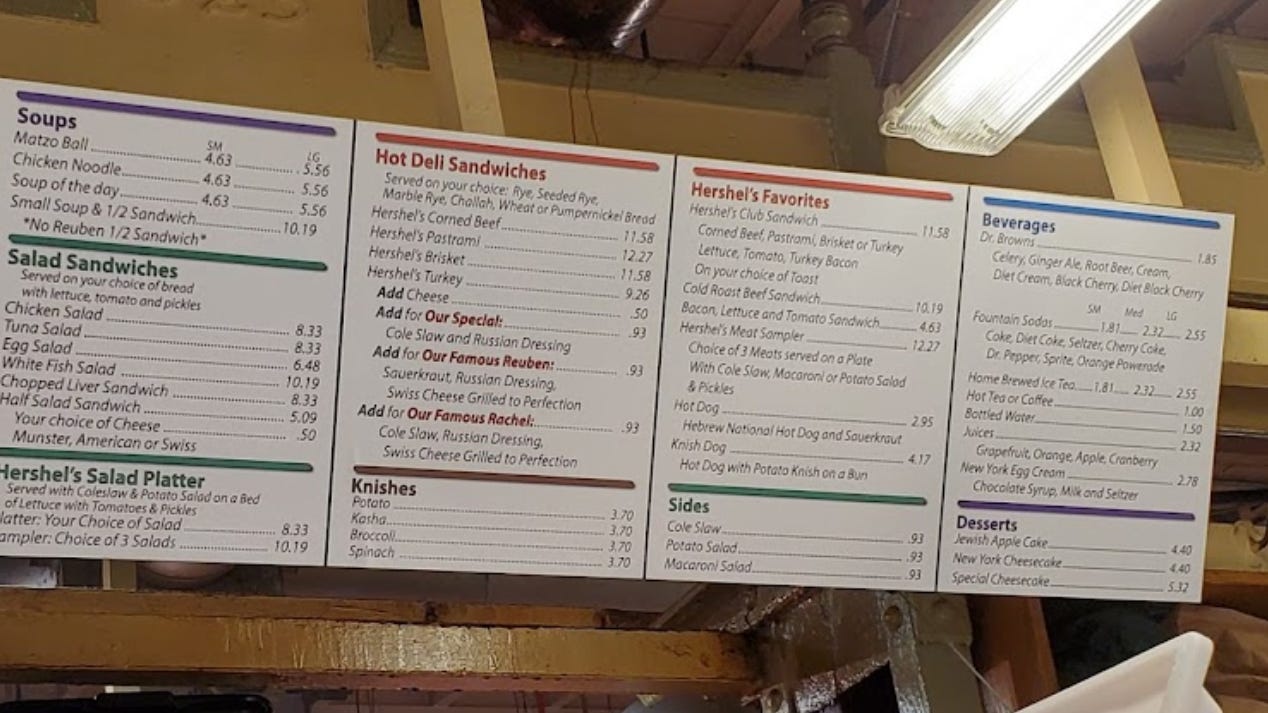 Soups
SM LG
Matzo Ball 4.63 5.56
Chicken Noodle 4.63 5.56
Soup of the day 4.63 5.56
Small Soup & 1/2 Sandwich 10.19
*No Reuben 1/2 Sandwich*
Salad Sandwiches
Served on your choice of bread
with lettuce, tomato and pickles
Chicken Salad 8.33
Tuna Salad 8.33
Egg Salad 6.48
White Fish Salad 10.19
Chopped Liver Sandwich 8.33
Half Salad Sandwich 5.09
Your choice of Cheese .50
Munster, American or Swiss
Hershel's Salad Platter
Served with Coleslaw & Potato Salad on a Bed
of Lettuce with Tomatoes & Pickles
latter: Your Choice of Salad 8.33
ampler: Choice of 3 Salads 10.19
Hot Deli Sandwiches
Served on your choice: Rye, Seeded Rye,
Marble Rye, Challah, Wheat or Pumpernickel Bread
Hershel's Corned Beef 11.58
Hershel's Pastrami 12.27
Hershel's Brisket 11.58
Hershel's Turkey 9.26
Add Cheese .50
Add for Our Special: .93
Cole Slaw and Russian Dressing
Add for Our Famous Reuben: .93
Sauerkraut, Russian Dressing,
Swiss Cheese Grilled to Perfection
Add for Our Famous Rachel: .93
Cole Slaw, Russian Dressing,
Swiss Cheese Grilled to Perfection
Knishes
Potato 3.70
Kasha 3.70
Broccoli 3.70
Spinach 3.70
Hershel's Favorites
Hershel's Club Sandwich 11.58
Corned Beef, Pastrami, Brisket or Turkey
Lettuce, Tomato, Turkey Bacon
On your choice of Toast
Cold Roast Beef Sandwich 10.19
Bacon, Lettuce and Tomato Sandwich 4.63
Hershel's Meat Sampler 12.27
Choice of 3 Meats served on a Plate
With Cole Slaw, Macaroni or Potato Salad
& Pickles
Hot Dog 2.95
Hebrew National Hot Dog and Sauerkraut
Knish Dog 4.17
Hot Dog with Potato Knish on a Bun
Sides
Cole Slaw .93
Potato Salad .93
Macaroni Salad .93
Beverages
Dr. Browns 1.85
Celery, Ginger Ale, Root Beer, Cream,
Diet Cream, Black Cherry, Diet Black Cherry
SM Med LG
Fountain Sodas 1.81 2.32 2.55
Coke, Diet Coke, Seltzer, Cherry Coke,
Dr. Pepper, Sprite, Orange Powerade
Home Brewed Ice Tea 1.81 2.32 2.55
Hot Tea or Coffee 1.00
Bottled Water 1.50
Juices 2.32
Grapefruit, Orange, Apple, Cranberry
New York Egg Cream 2.78
Chocolate Syrup, Milk and Seltzer
Desserts
Jewish Apple Cake 4.40
New York Cheesecake 4.40
Special Cheesecake 5.32